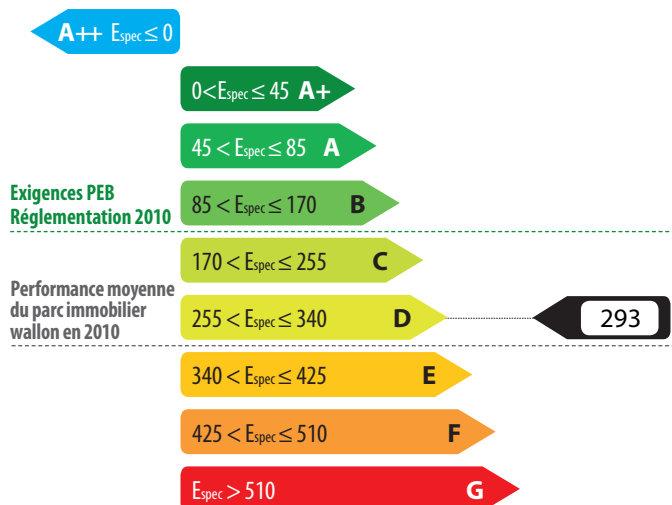 A++ Espec ≤ 0
0<Espec ≤ 45 A+
45 < Espec ≤ 85 A
Exigences PEB
Réglementation 2010
85 < Espec ≤ 170 B
170 < Espec ≤ 255 C
Performance moyenne
du parc immobilier
wallon en 2010
255 < Espec ≤ 340 D
293
340 < Espec ≤ 425 E
425 < Espec ≤ 510 F
Espec > 510 G